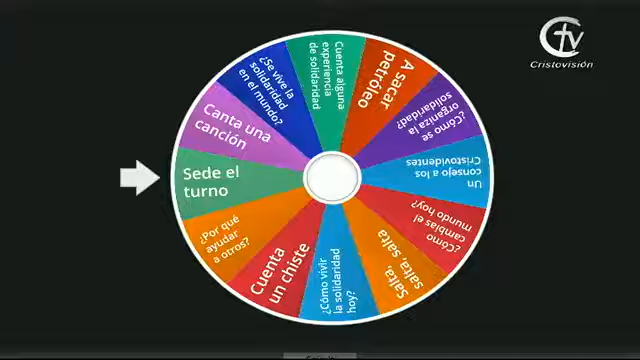 Cristovisión
Sede el
turno
Canta una
canción
¿Se vive la
solidaridad
en el mundo?
Cuenta alguna
experiencia
de solidaridad
A sacar
petróleo
¿Cómo se
organiza la
solidaridad?
Un
consejo a los
Cristovidentes
¿Cómo
cambias el
mundo hoy?
Salta,
salta, salta
¿Cómo vivir
la solidaridad
hoy?
Cuenta
un chiste
¿Por qué
ayudar
a otros?